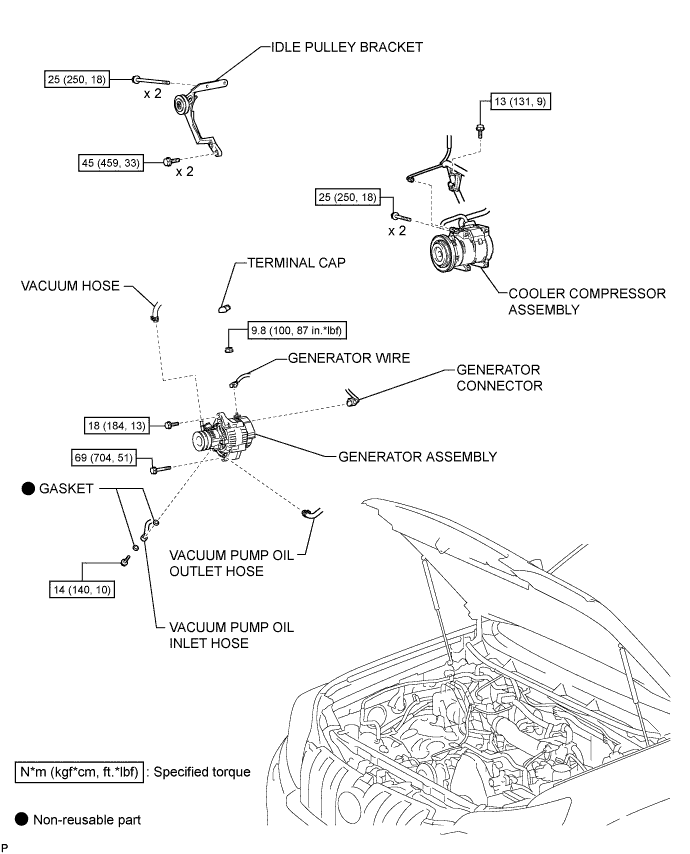 IDLE PULLEY BRACKET
25 (250, 18)
x 2
13 (131, 9)
45 (459, 33)
x 2
25 (250, 18)
x 2
TERMINAL CAP
VACUUM HOSE
COOLER COMPRESSOR
ASSEMBLY
9.8 (100, 87 in.*lbf)
GENERATOR WIRE
GENERATOR
CONNECTOR
18 (184, 13)
69 (704, 51)
GENERATOR ASSEMBLY
GASKET
VACUUM PUMP OIL
OUTLET HOSE
14 (140, 10)
VACUUM PUMP OIL
INLET HOSE
N*m (kgf*cm, ft.*lbf) : Specified torque
Non-reusable part
P